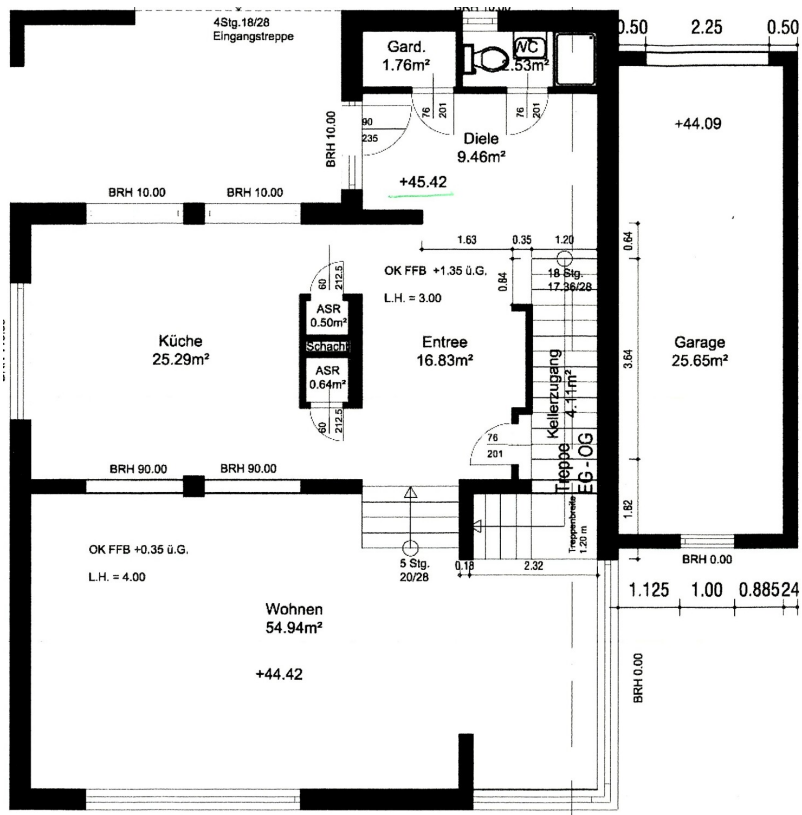 4Stg.18/28
Eingangstreppe
BRH 10.00
0.50
2.25
0.50
Gard.
1.76m²
WC
2.53m²
76
201
76
201
+44.09
90
235
BRH 10.00
Diele
9.46m²
+45.42
BRH 10.00
BRH 10.00
1.63
0.35
1.20
0.64
OK FFB +1.35 ü.G.
L.H. = 3.00
0.84
18 Stg.
17.36/28
60
212.5
ASR
0.50m²
Schacht
ASR
0.64m²
60
212.5
Küche
25.29m²
Entree
16.83m²
Kellerzugang
4.11m²
Treppe
EG - OG
Garage
25.65m²
3.64
76
201
BRH 90.00
BRH 90.00
1.62
Treppenbreite
1.20 m
OK FFB +0.35 ü.G.
L.H. = 4.00
5 Stg.
20/28
0.18
2.32
BRH 0.00
1.125
1.00
0.885
24
Wohnen
54.94m²
+44.42
BRH 0.00